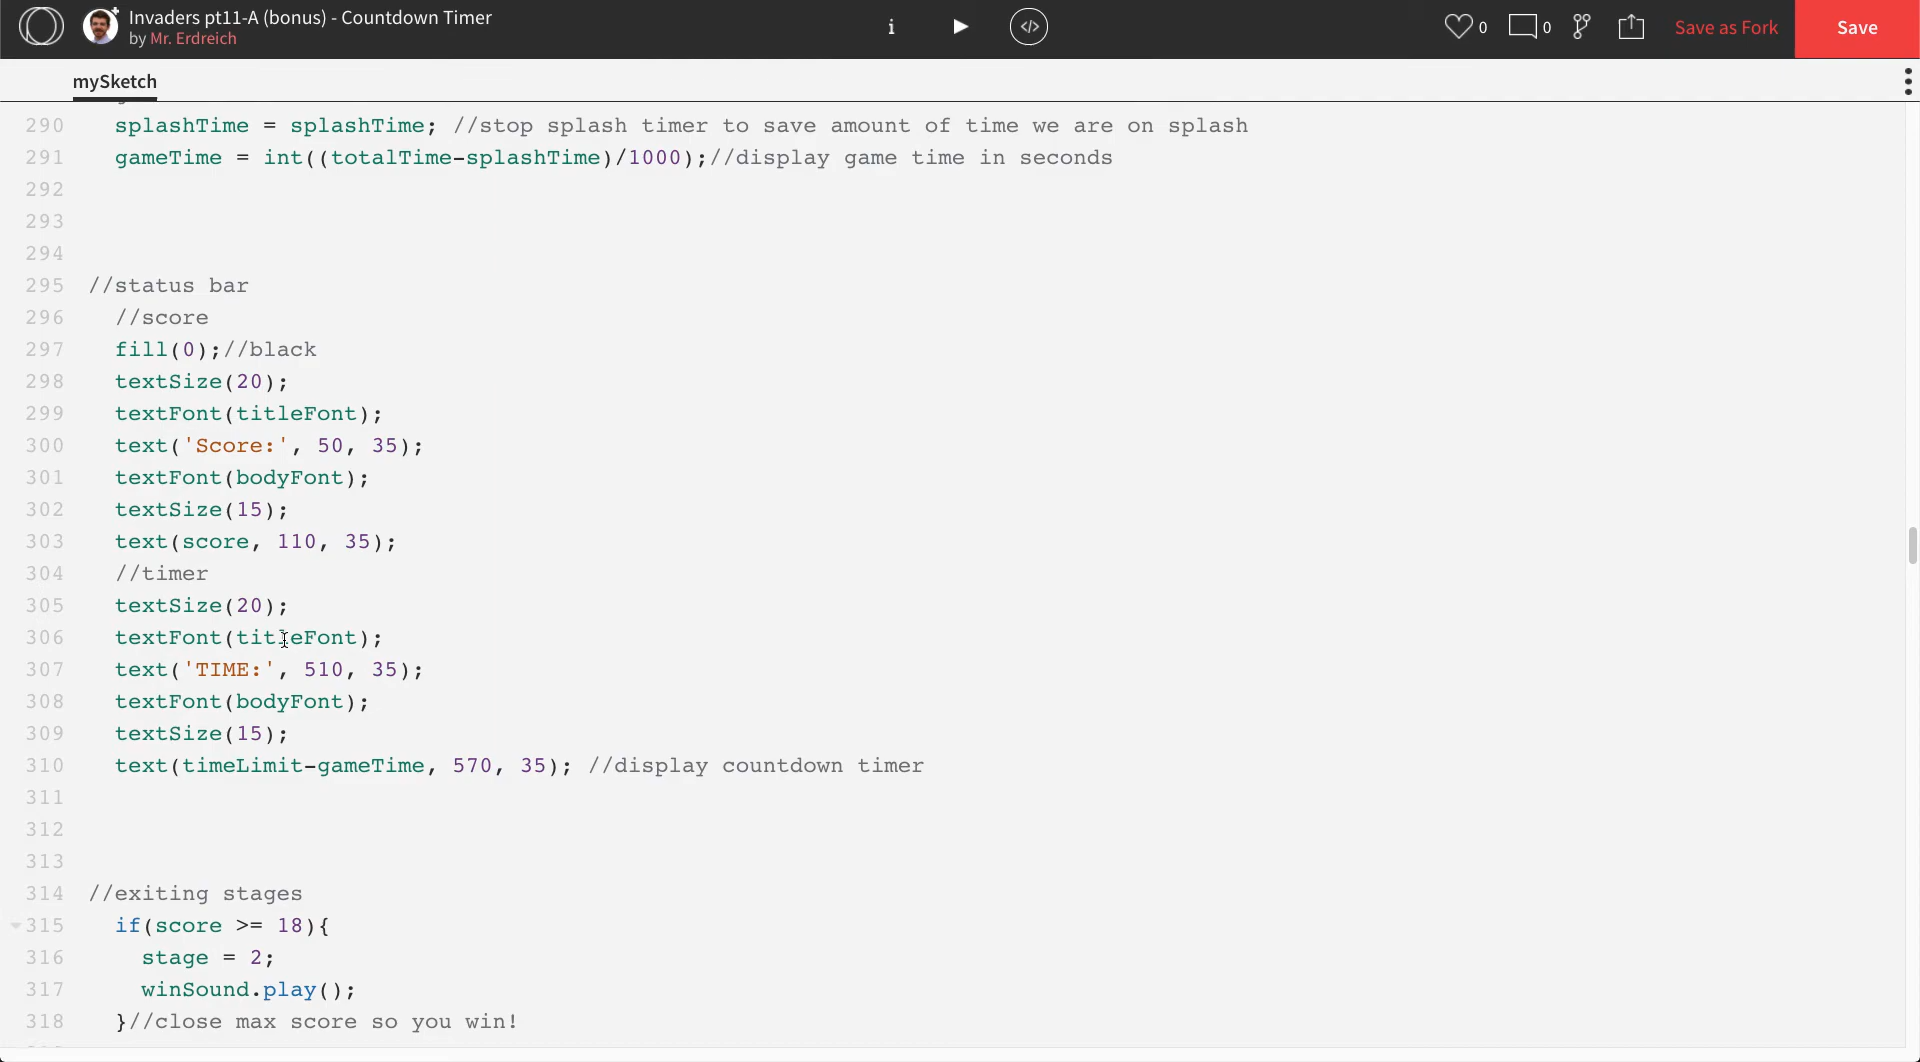 Invaders pt11-A (bonus) - Countdown Timer
by Mr. Erdreich
i
</>
0
0
Save as Fork
Save
mySketch
290 splashTime = splashTime; //stop splash timer to save amount of time we are on splash
291 gameTime = int((totalTime-splashTime)/1000);//display game time in seconds
292
293
294
295 //status bar
296 //score
297 fill(0);//black
298 textSize(20);
299 textFont(titleFont);
300 text('Score:', 50, 35);
301 textFont(bodyFont);
302 textSize(15);
303 text(score, 110, 35);
304 //timer
305 textSize(20);
306 textFont(titleFont);
307 text('TIME:', 510, 35);
308 textFont(bodyFont);
309 textSize(15);
310 text(timeLimit-gameTime, 570, 35); //display countdown timer
311
312
313
314 //exiting stages
315 if(score >= 18){
316 stage = 2;
317 winSound.play();
318 }//close max score so you win!